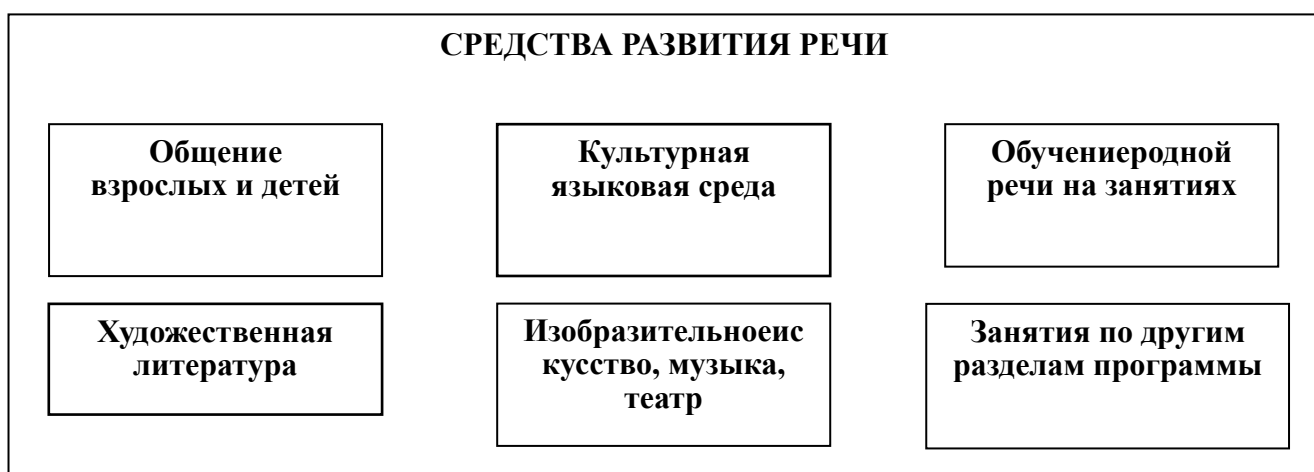 СРЕДСТВА РАЗВИТИЯ РЕЧИ
Общение
взрослых и детей
Культурная
языковая среда
Обучениеродной
речи на занятиях
Художественная
литература
Изобразительноеис
кусство, музыка,
театр
Занятия по другим
разделам программы